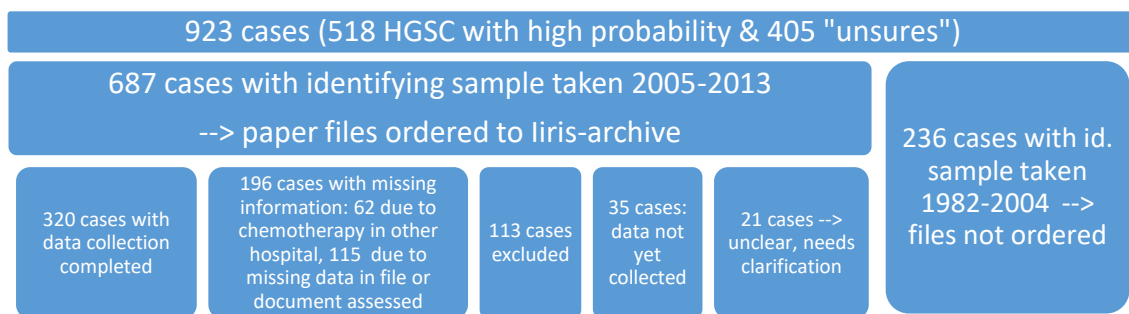 923 cases (518 HGSC with high probability & 405 "unsures")
687 cases with identifying sample taken 2005-2013
--> paper files ordered to Iiris-archive
236 cases with id.
sample taken
1982-2004 -->
files not ordered
320 cases with
data collection
completed
196 cases with missing
information: 62 due to
chemotherapy in other
hospital, 115 due to
missing data in file or
document assessed
113 cases
excluded
35 cases:
data not
yet
collected
21 cases -->
unclear, needs
clarification